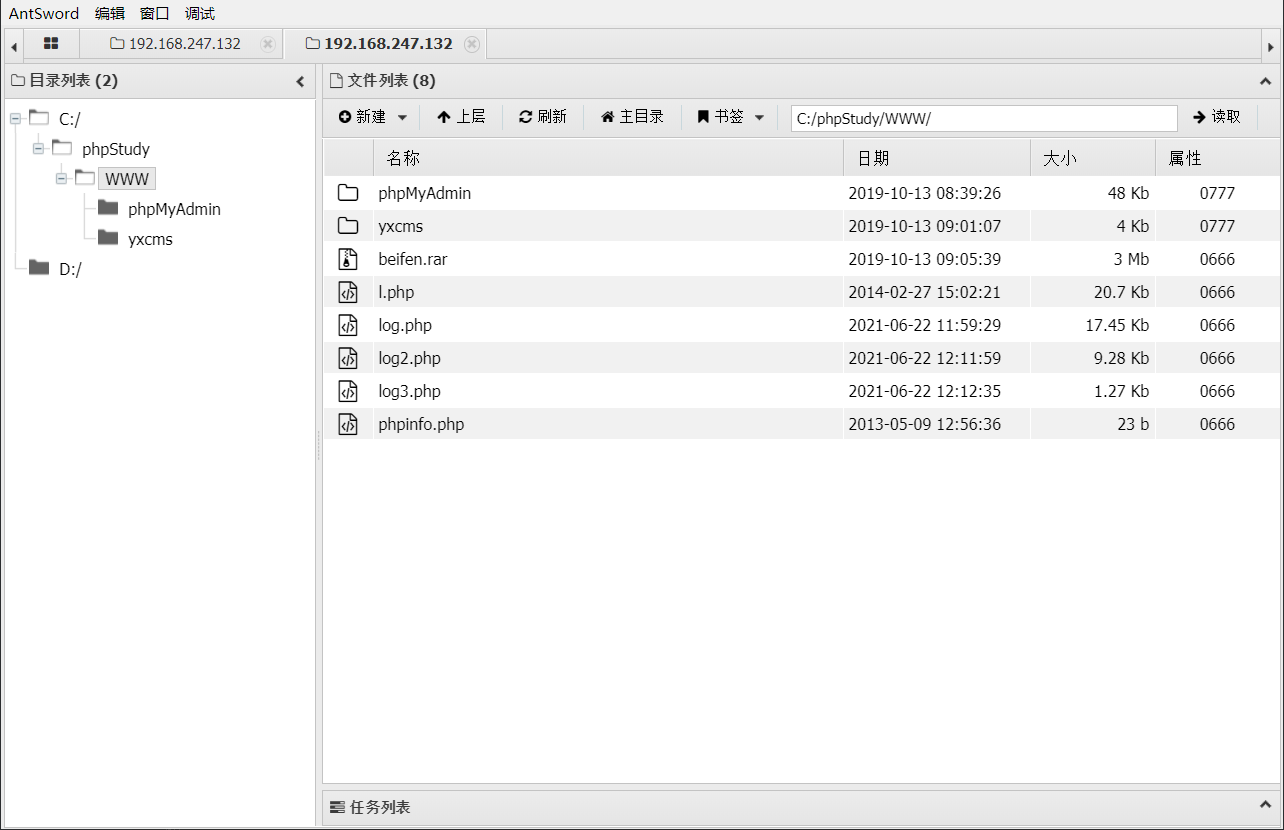 AntSword 编辑 窗口 调试
192.168.247.132 192.168.247.132
目录列表 (2)
C:/
phpStudy
WWW
phpMyAdmin
yxcms
D:/
文件列表 (8)
新建 上层 刷新 主目录 书签 C:/phpStudy/WWW/ 读取
名称 日期 大小 属性
phpMyAdmin 2019-10-13 08:39:26 48 Kb 0777
yxcms 2019-10-13 09:01:07 4 Kb 0777
beifen.rar 2019-10-13 09:05:39 3 Mb 0666
l.php 2014-02-27 15:02:21 20.7 Kb 0666
log.php 2021-06-22 11:59:29 17.45 Kb 0666
log2.php 2021-06-22 12:11:59 9.28 Kb 0666
log3.php 2021-06-22 12:12:35 1.27 Kb 0666
phpinfo.php 2013-05-09 12:56:36 23 b 0666
任务列表